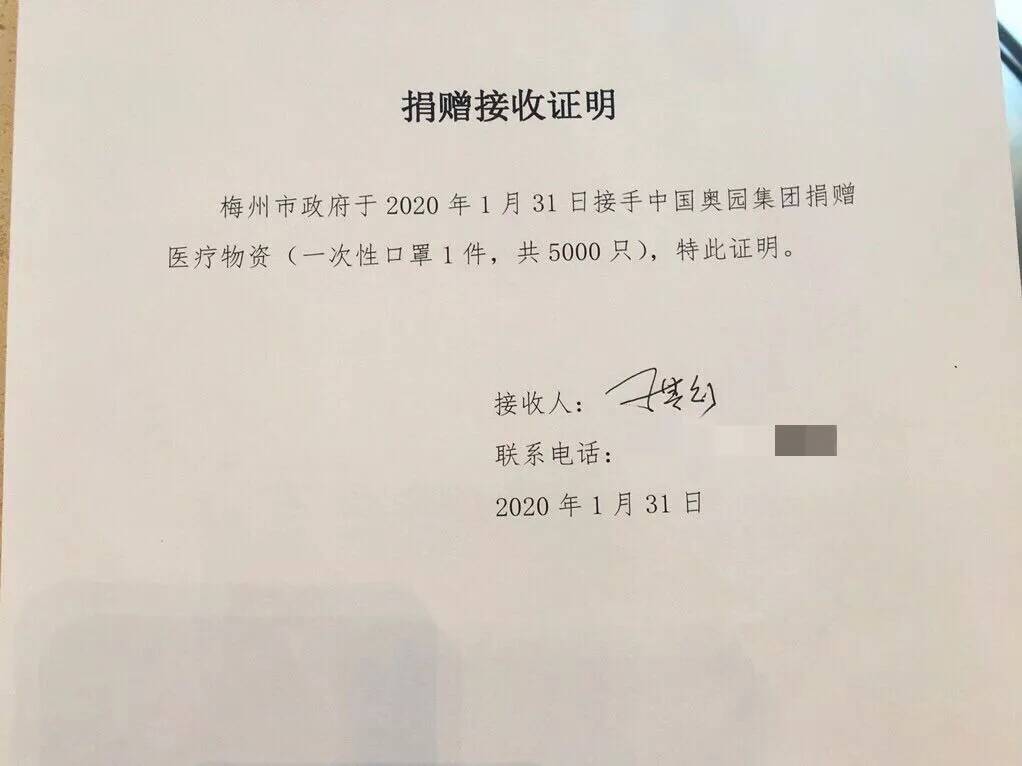 捐赠接收证明
梅州市政府于 2020 年 1 月 31 日接手中国奥园集团捐赠
医疗物资（一次性口罩 1 件，共 5000 只），特此证明。
接收人：
联系电话：
2020 年 1 月 31 日